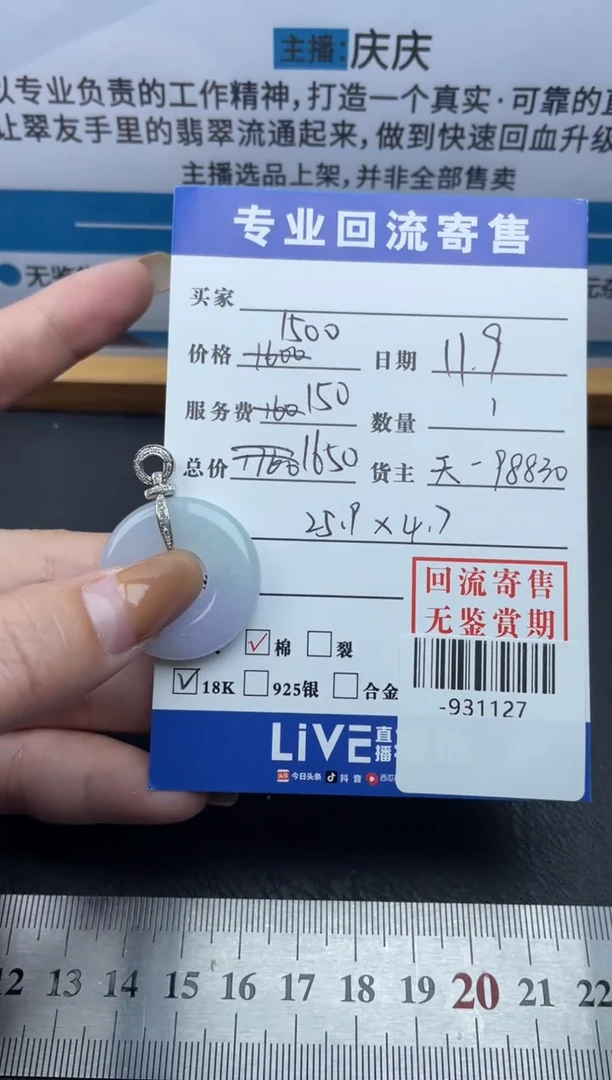 主播:庆庆
以专业负责的工作精神,打造一个真实·可靠的
让翠友手里的翡翠流通起来,做到快速回血升级
主播选品上架,并非全部售卖
无鉴
专业回流寄售
买家
价格 1600 1500 日期 11.9
服务费 160 150 数量 1
总价 1650 货主 天-98830
25.9×4.7
回流寄售
无鉴赏期
棉 裂
18K 925银 合金
-931127
LiVE 直播
今日头条 抖音 西瓜
12 13 14 15 16 17 18 19 20 21 22